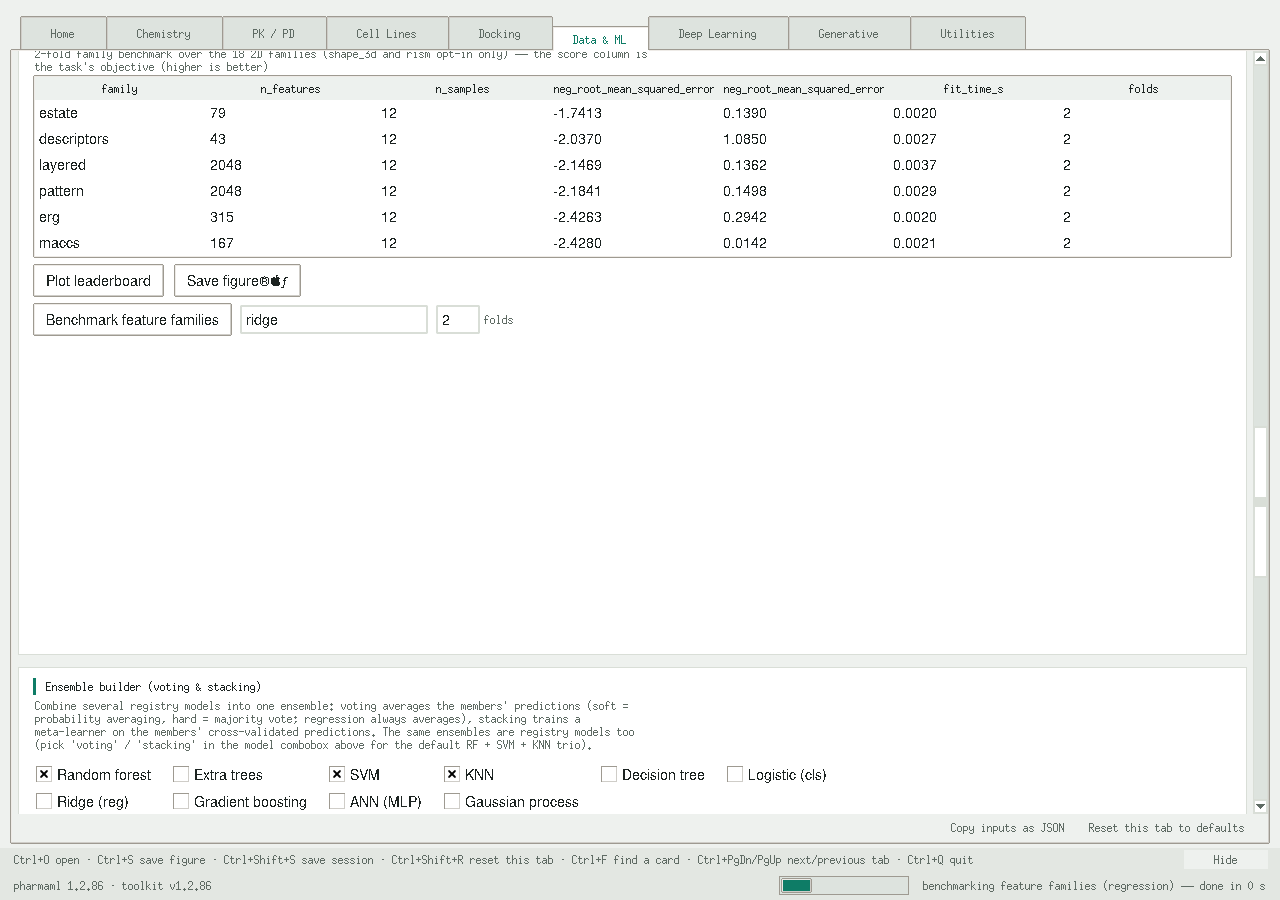 Home Chemistry PK / PD Cell Lines Docking Data & ML Deep Learning Generative Utilities
2-fold family benchmark over the 18 2D families (shape_3d and rism opt-in only) — the score column is
the task's objective (higher is better)
family n_features n_samples neg_root_mean_squared_error neg_root_mean_squared_error fit_time_s folds
estate 79 12 -1.7413 0.1390 0.0020 2
descriptors 43 12 -2.0370 1.0850 0.0027 2
layered 2048 12 -2.1469 0.1362 0.0037 2
pattern 2048 12 -2.1841 0.1498 0.0029 2
erg 315 12 -2.4263 0.2942 0.0020 2
maccs 167 12 -2.4280 0.0142 0.0021 2
Plot leaderboard Save figure
Benchmark feature families ridge 2 folds
Ensemble builder (voting & stacking)
Combine several registry models into one ensemble: voting averages the members' predictions (soft =
probability averaging, hard = majority vote; regression always averages), stacking trains a
meta-learner on the members' cross-validated predictions. The same ensembles are registry models too
(pick 'voting' / 'stacking' in the model combobox above for the default RF + SVM + KNN trio).
Random forest Extra trees SVM KNN Decision tree Logistic (cls)
Ridge (reg) Gradient boosting ANN (MLP) Gaussian process
Copy inputs as JSON Reset this tab to defaults
Ctrl+O open · Ctrl+S save figure · Ctrl+Shift+S save session · Ctrl+Shift+R reset this tab · Ctrl+F find a card · Ctrl+PgDn/PgUp next/previous tab · Ctrl+Q quit Hide
pharmaml 1.2.86 · toolkit v1.2.86 benchmarking feature families (regression) — done in 0 s